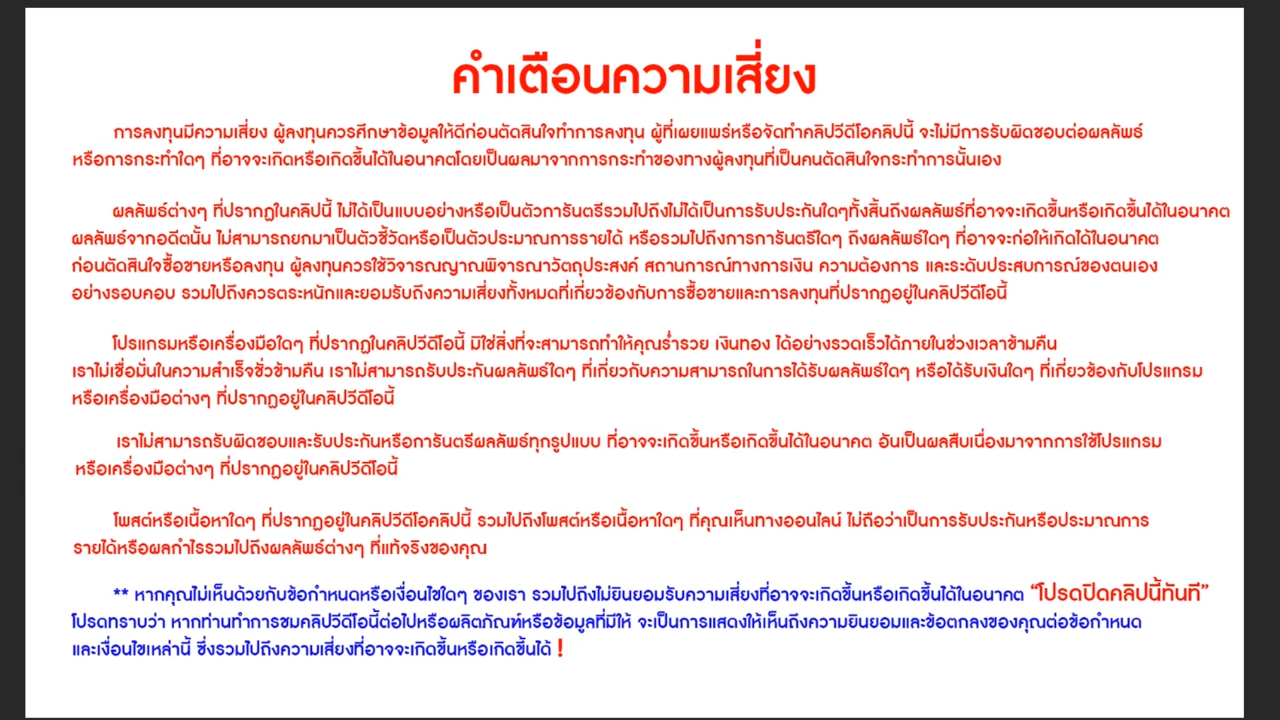 คำเตือนความเสี่ยง
การลงทุนมีความเสี่ยง ผู้ลงทุนควรศึกษาข้อมูลให้ดีก่อนตัดสินใจทำการลงทุน ผู้ที่เผยแพร่หรือจัดทำคลิปวีดีโอคลิปนี้ จะไม่มีการรับผิดชอบต่อผลลัพธ์
หรือการกระทำใดๆ ที่อาจจะเกิดหรือเกิดขึ้นได้ในอนาคตโดยเป็นผลมาจากการกระทำของทางผู้ลงทุนที่เป็นคนตัดสินใจกระทำการนั้นเอง
ผลลัพธ์ต่างๆ ที่ปรากฏในคลิปนี้ ไม่ได้เป็นแบบอย่างหรือเป็นตัวการันตรีรวมไปถึงไม่ได้เป็นการรับประกันใดๆทั้งสิ้นถึงผลลัพธ์ที่อาจจะเกิดขึ้นหรือเกิดขึ้นได้ในอนาคต
ผลลัพธ์จากอดีตนั้น ไม่สามารถยกมาเป็นตัวชี้วัดหรือเป็นตัวประมาณการรายได้ หรือรวมไปถึงการการันตรีใดๆ ถึงผลลัพธ์ใดๆ ที่อาจจะก่อให้เกิดได้ในอนาคต
ก่อนตัดสินใจซื้อขายหรือลงทุน ผู้ลงทุนควรใช้วิจารณญาณพิจารณาวัตถุประสงค์ สถานการณ์ทางการเงิน ความต้องการ และระดับประสบการณ์ของตนเอง
อย่างรอบคอบ รวมไปถึงควรตระหนักและยอมรับถึงความเสี่ยงทั้งหมดที่เกี่ยวข้องกับการซื้อขายและการลงทุนที่ปรากฏอยู่ในคลิปวีดีโอนี้
โปรแกรมหรือเครื่องมือใดๆ ที่ปรากฏในคลิปวีดีโอนี้ มิใช่สิ่งที่จะสามารถทำให้คุณร่ำรวย เงินทอง ได้อย่างรวดเร็วได้ภายในช่วงเวลาข้ามคืน
เราไม่เชื่อมั่นในความสำเร็จชั่วข้ามคืน เราไม่สามารถรับประกันผลลัพธ์ใดๆ ที่เกี่ยวกับความสามารถในการได้รับผลลัพธ์ใดๆ หรือได้รับเงินใดๆ ที่เกี่ยวข้องกับโปรแกรม
หรือเครื่องมือต่างๆ ที่ปรากฏอยู่ในคลิปวีดีโอนี้
เราไม่สามารถรับผิดชอบและรับประกันหรือการันตรีผลลัพธ์ทุกรูปแบบ ที่อาจจะเกิดขึ้นหรือเกิดขึ้นได้ในอนาคต อันเป็นผลสืบเนื่องมาจากการใช้โปรแกรม
หรือเครื่องมือต่างๆ ที่ปรากฏอยู่ในคลิปวีดีโอนี้
โพสต์หรือเนื้อหาใดๆ ที่ปรากฏอยู่ในคลิปวีดีโอคลิปนี้ รวมไปถึงโพสต์หรือเนื้อหาใดๆ ที่คุณเห็นทางออนไลน์ ไม่ถือว่าเป็นการรับประกันหรือประมาณการ
รายได้หรือผลกำไรรวมไปถึงผลลัพธ์ต่างๆ ที่แท้จริงของคุณ
** หากคุณไม่เห็นด้วยกับข้อกำหนดหรือเงื่อนไขใดๆ ของเรา รวมไปถึงไม่ยินยอมรับความเสี่ยงที่อาจจะเกิดขึ้นหรือเกิดขึ้นได้ในอนาคต “โปรดปิดคลิปนี้ทันที”
โปรดทราบว่า หากท่านทำการชมคลิปวีดีโอนี้ต่อไปหรือผลิตภัณฑ์หรือข้อมูลที่มีให้ จะเป็นการแสดงให้เห็นถึงความยินยอมและข้อตกลงของคุณต่อข้อกำหนด
และเงื่อนไขเหล่านี้ ซึ่งรวมไปถึงความเสี่ยงที่อาจจะเกิดขึ้นหรือเกิดขึ้นได้ !